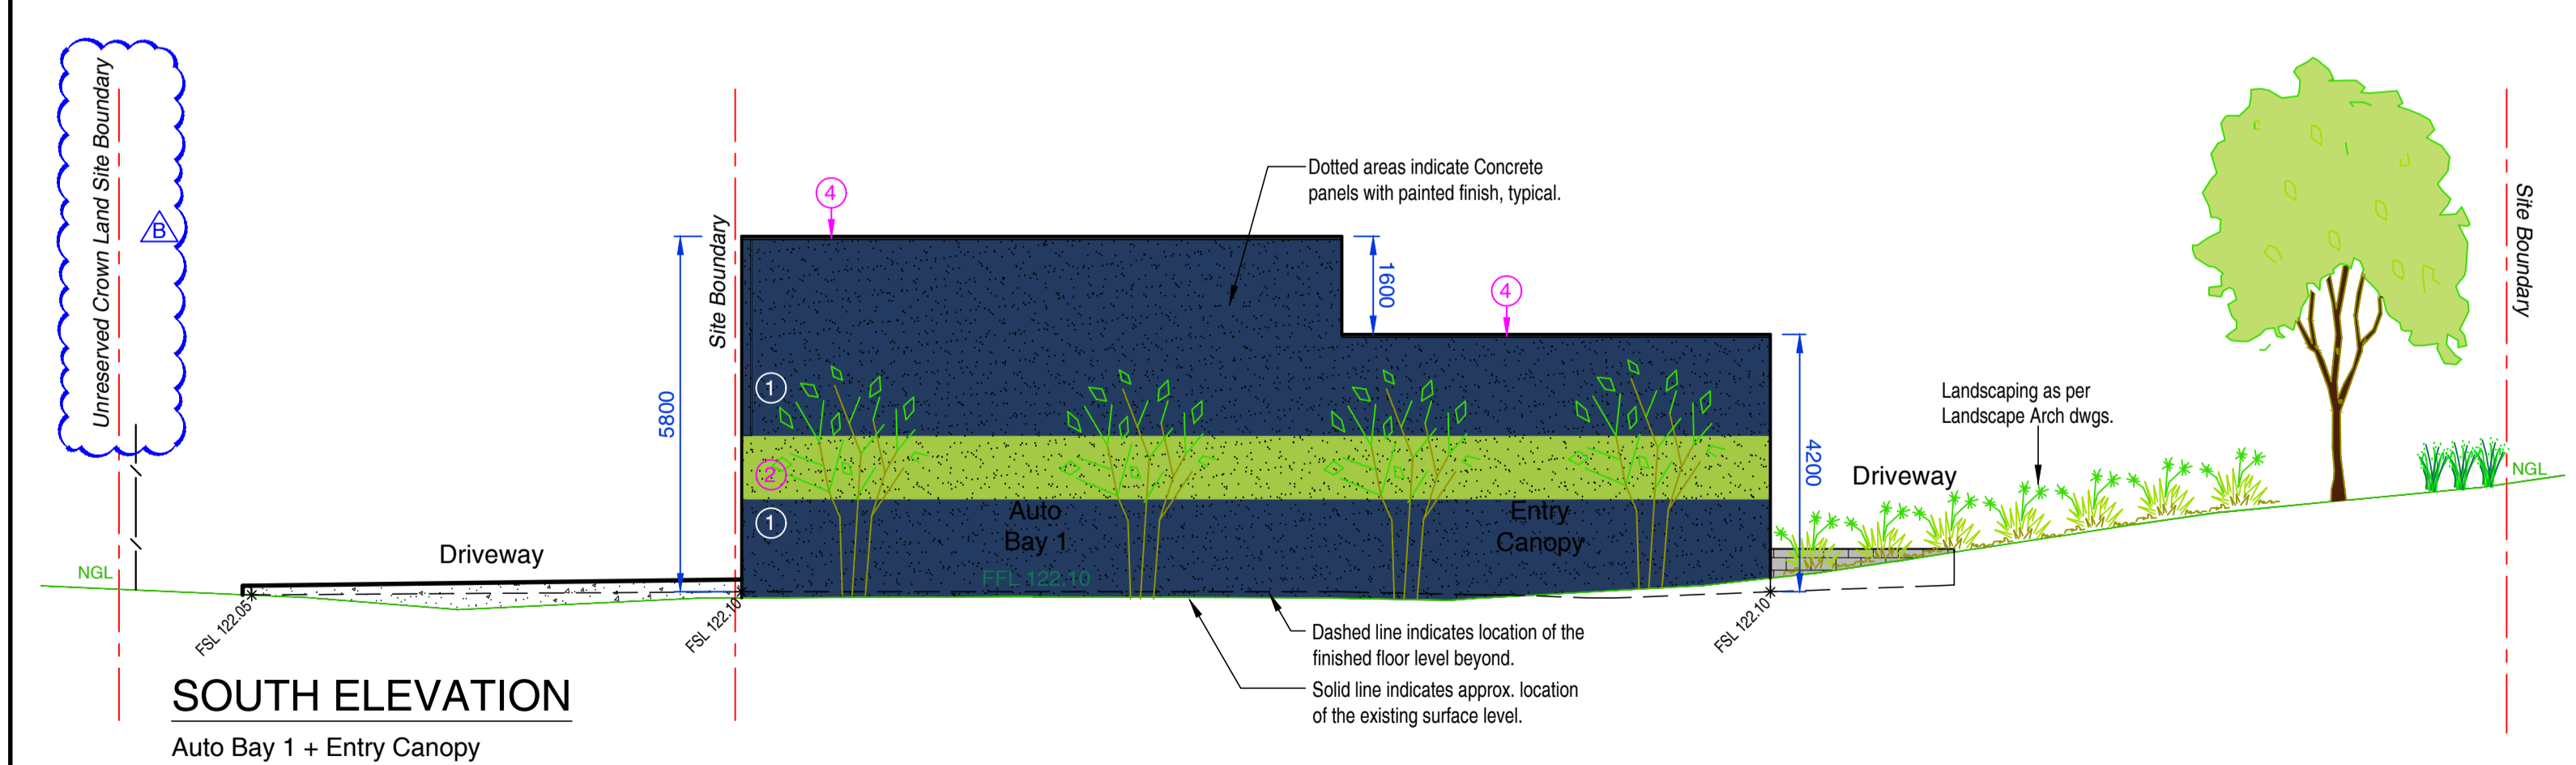 Unreserved Crown Land Site Boundary
B
Site Boundary
4
Dotted areas indicate Concrete
panels with painted finish, typical.
1600
4
5800
1
2
1
Auto
Bay 1
Entry
Canopy
FFL 122.10
4200
Landscaping as per
Landscape Arch dwgs.
Driveway
Site Boundary
NGL
NGL
Driveway
FSL 122.05
FSL 122.10
FSL 122.10
Dashed line indicates location of the
finished floor level beyond.
Solid line indicates approx. location
of the existing surface level.
SOUTH ELEVATION
Auto Bay 1 + Entry Canopy